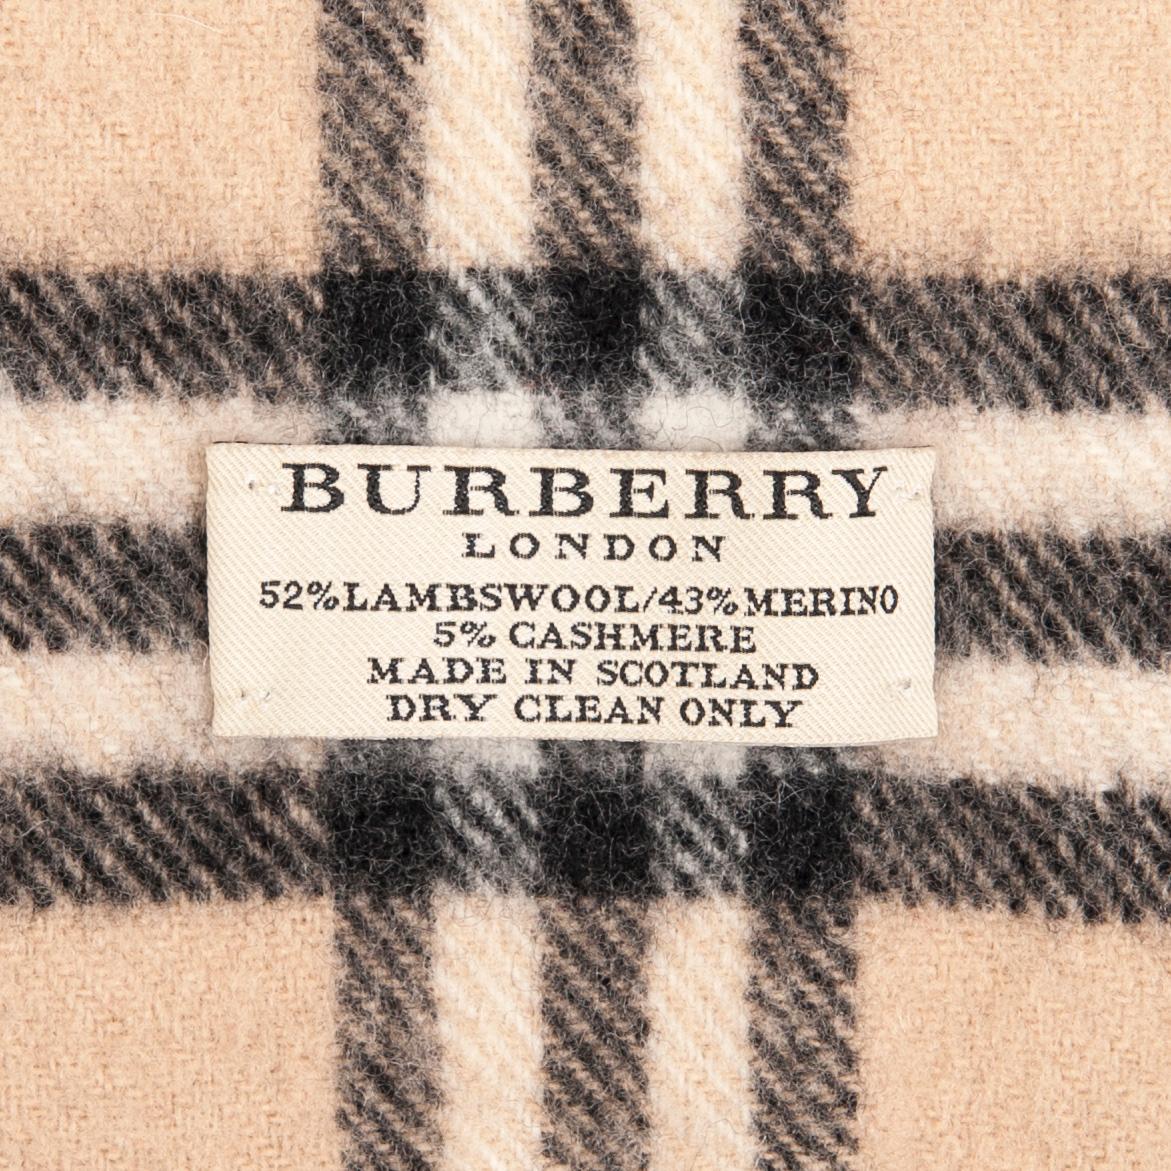 BURBERRY
LONDON
52%LAMBSWOOL/43%MERINO
5% CASHMERE
MADE IN SCOTLAND
DRY CLEAN ONLY